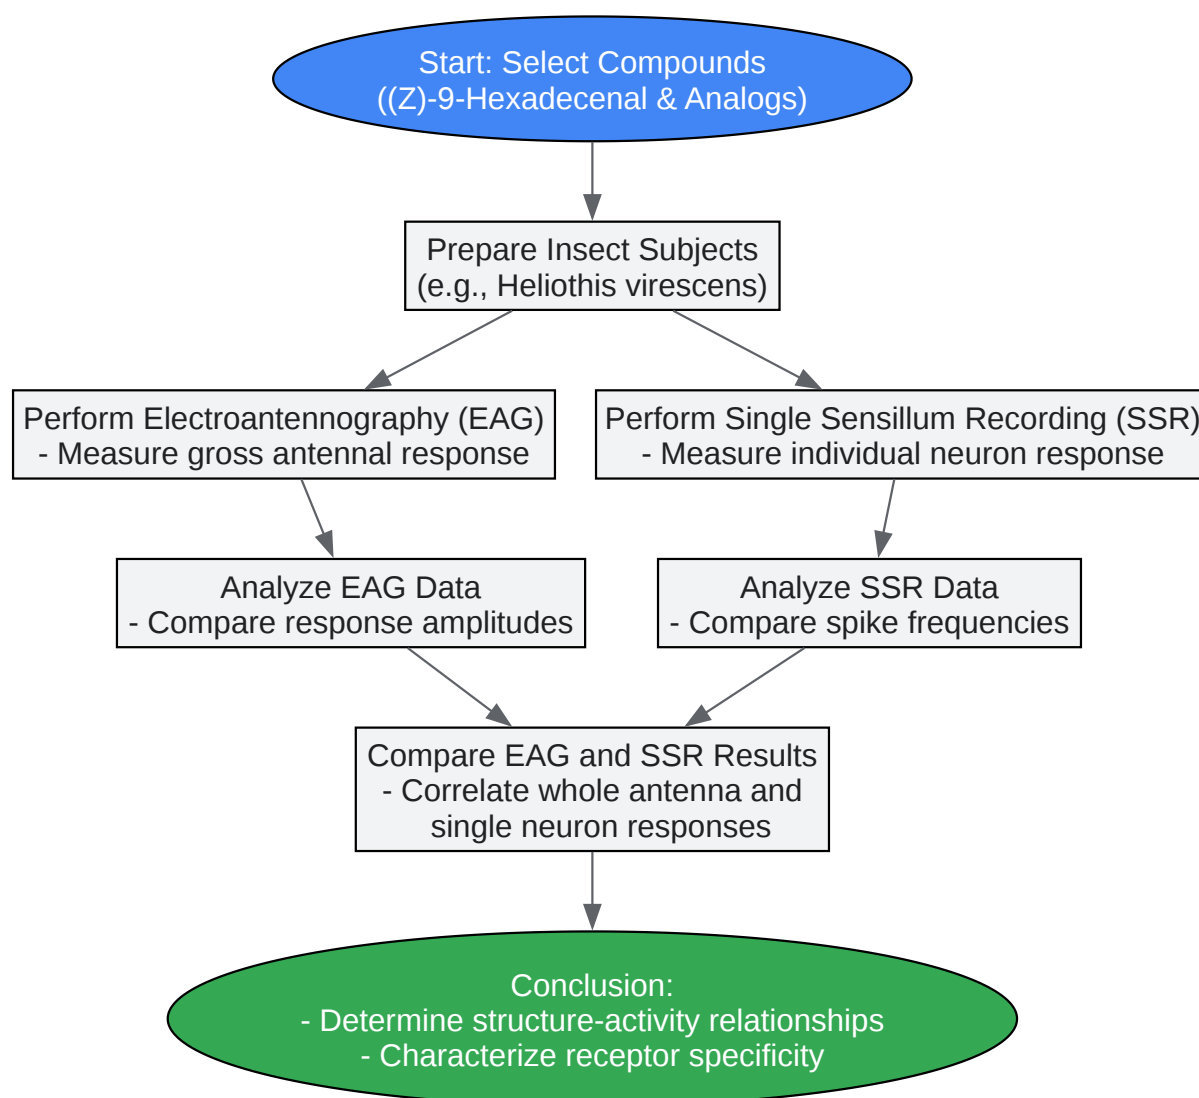 Start: Select Compounds
((Z)-9-Hexadecenal & Analogs)
Prepare Insect Subjects
(e.g., Heliothis virescens)
Perform Electroantennography (EAG)
- Measure gross antennal response
Perform Single Sensillum Recording (SSR)
- Measure individual neuron response
Analyze EAG Data
- Compare response amplitudes
Analyze SSR Data
- Compare spike frequencies
Compare EAG and SSR Results
- Correlate whole antenna and
single neuron responses
Conclusion:
- Determine structure-activity relationships
- Characterize receptor specificity